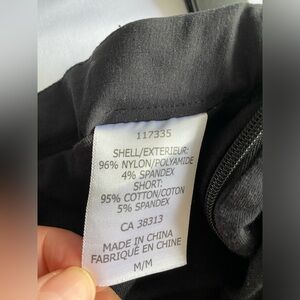 117335
SHELL/EXTERIEUR:
96% NYLON/POLYAMIDE
4% SPANDEX
SHORT:
95% COTTON/COTON
5% SPANDEX
CA 38313
MADE IN CHINA
FABRIQUÉ EN CHINE
M/M